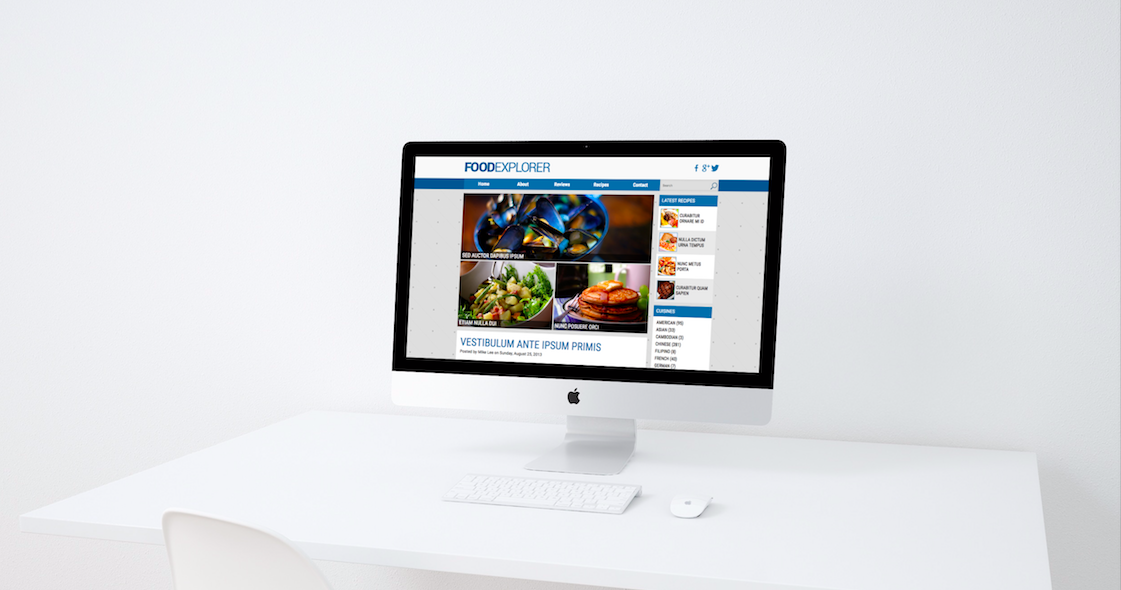 FOODEXPLORER
Home About Reviews Recipes Contact
Search
SED AUCTOR DAPIBUS IPSUM
ETIAM NULLA DUI
NUNC POSUERE ORCI
VESTIBULUM ANTE IPSUM PRIMIS
Posted by Mike Lee on Sunday, August 25, 2013
LATEST RECIPES
CURABITUR
ORNARE MI ID
NULLA DICTUM
URNA TEMPUS
NUNC METUS
PORTA
CURABITUR QUAM
SAPIEN
CUISINES
AMERICAN (95)
ASIAN (33)
CAMBODIAN (2)
CHINESE (281)
FILIPINO (8)
FRENCH (40)
GERMAN (7)